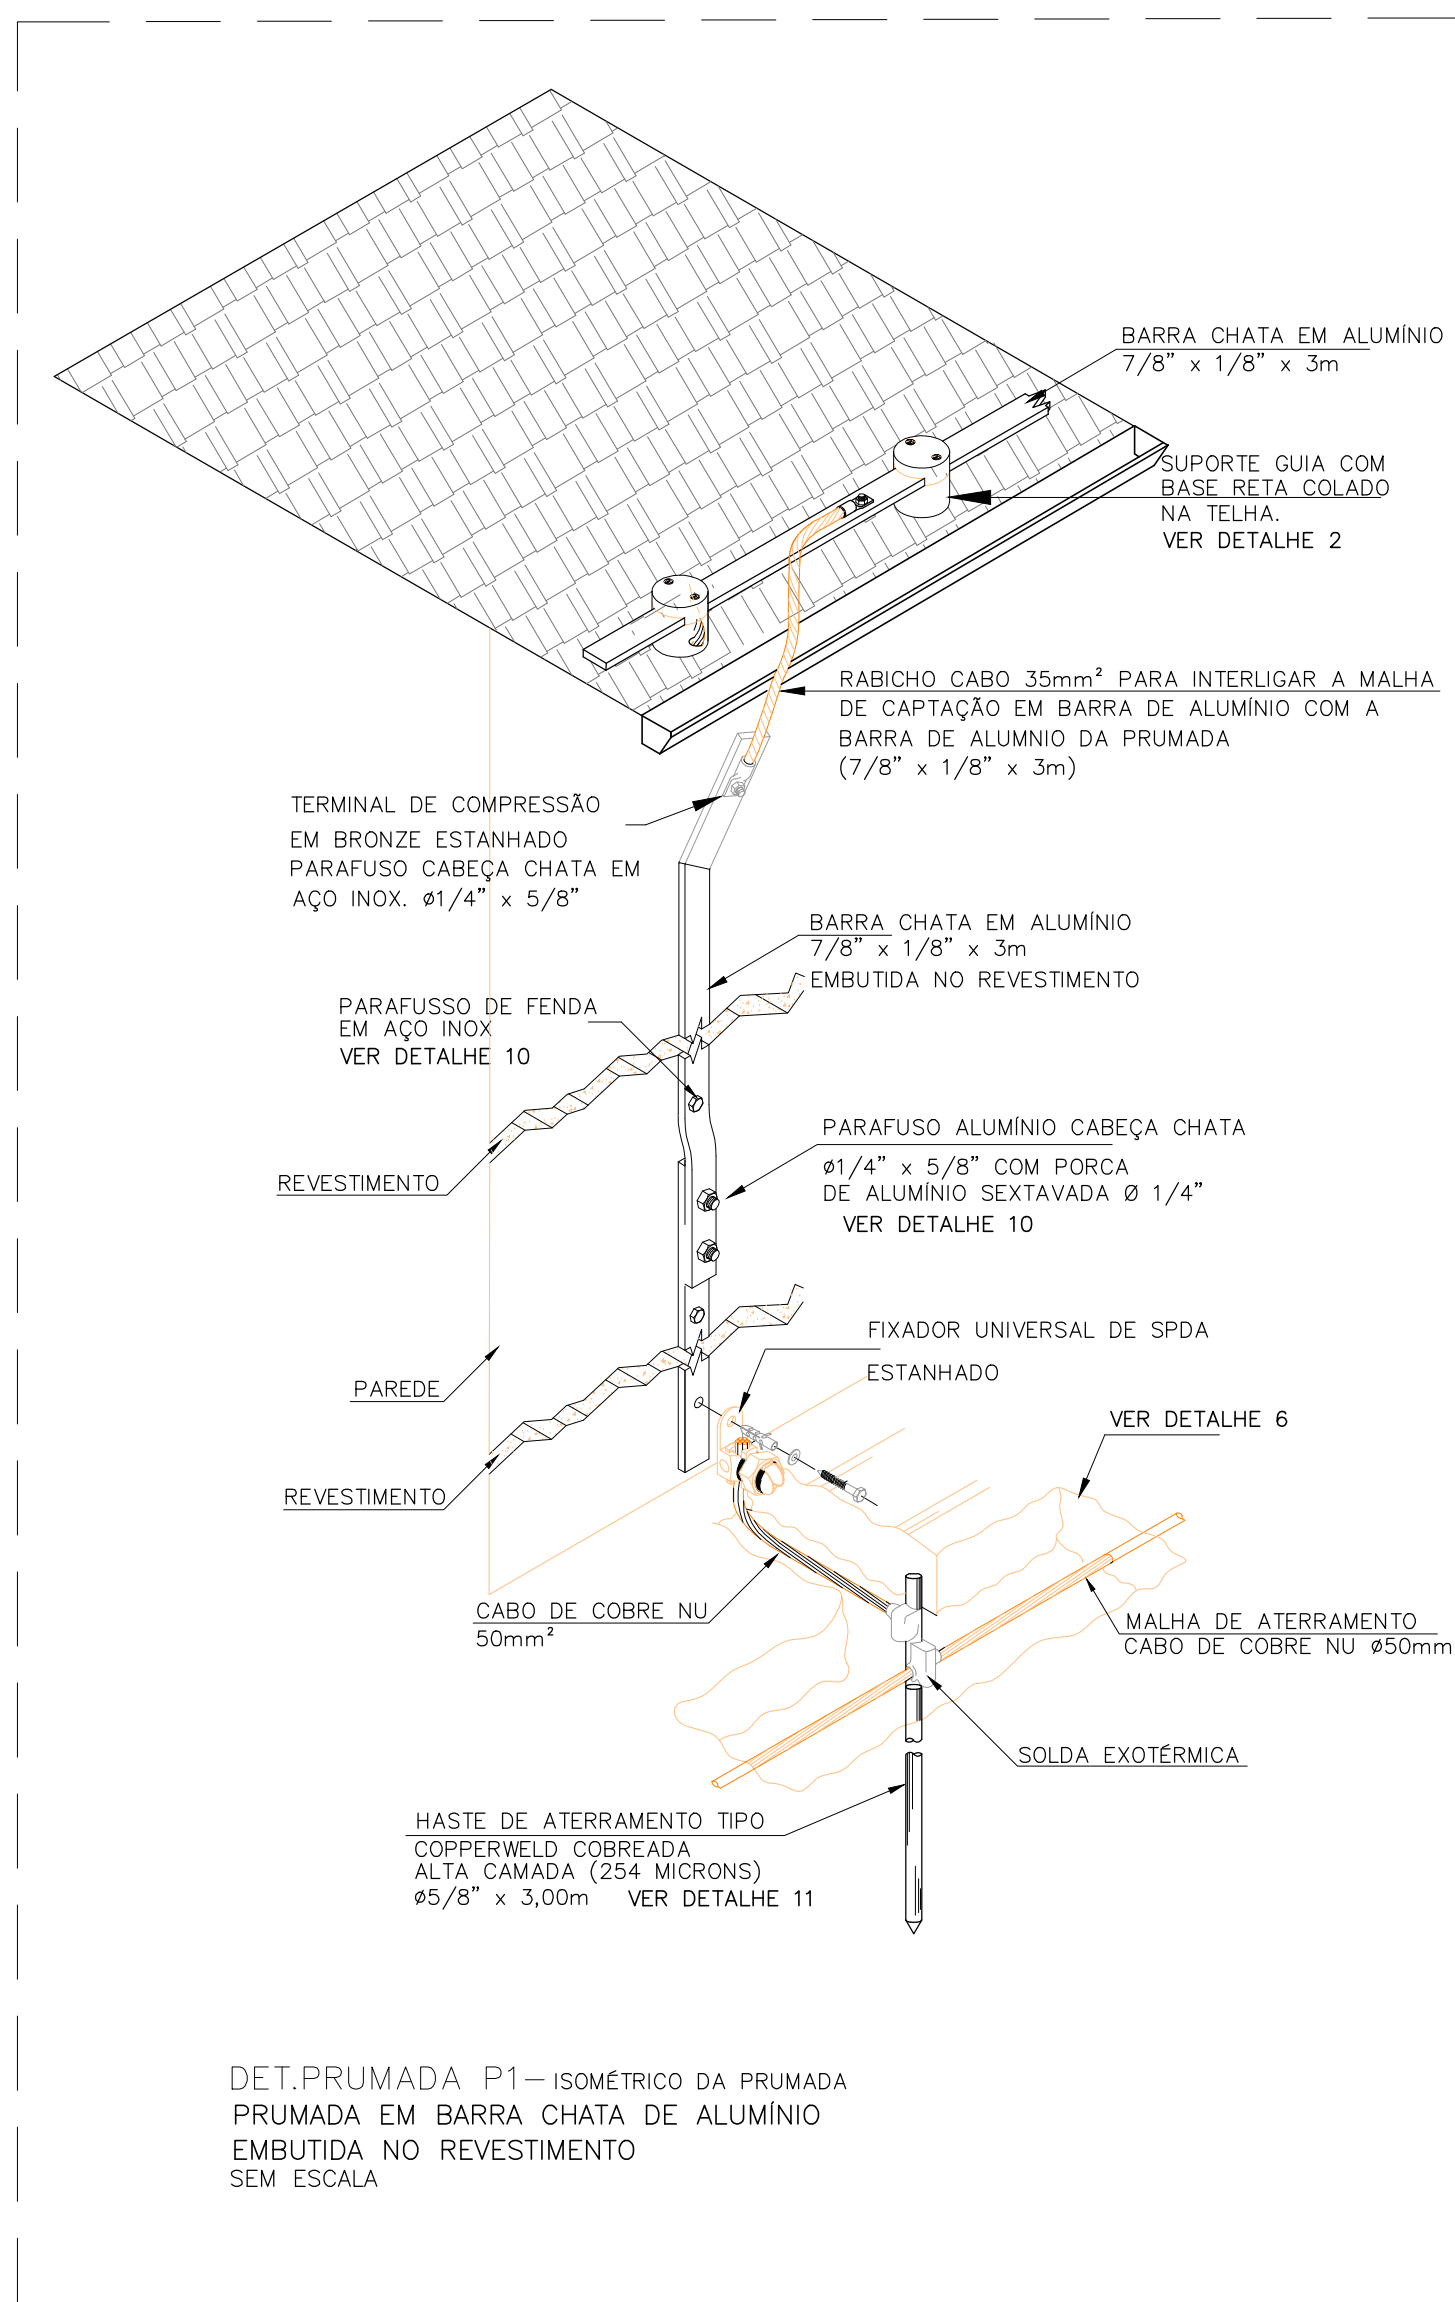 BARRA CHATA EM ALUMÍNIO
7/8" x 1/8" x 3m
SUPORTE GUIA COM
BASE RETA COLADO
NA TELHA.
VER DETALHE 2
RABICHO CABO 35mm² PARA INTERLIGAR A MALHA
DE CAPTAÇÃO EM BARRA DE ALUMÍNIO COM A
BARRA DE ALUMNIO DA PRUMADA
(7/8" x 1/8" x 3m)
TERMINAL DE COMPRESSÃO
EM BRONZE ESTANHADO
PARAFUSO CABEÇA CHATA EM
AÇO INOX. ø1/4" x 5/8"
BARRA CHATA EM ALUMÍNIO
7/8" x 1/8" x 3m
EMBUTIDA NO REVESTIMENTO
PARAFUSSO DE FENDA
EM AÇO INOX
VER DETALHE 10
PARAFUSO ALUMÍNIO CABEÇA CHATA
ø1/4" x 5/8" COM PORCA
DE ALUMÍNIO SEXTAVADA Ø 1/4"
VER DETALHE 10
REVESTIMENTO
FIXADOR UNIVERSAL DE SPDA
ESTANHADO
PAREDE
VER DETALHE 6
REVESTIMENTO
CABO DE COBRE NU
50mm²
MALHA DE ATERRAMENTO
CABO DE COBRE NU ø50mm
SOLDA EXOTÉRMICA
HASTE DE ATERRAMENTO TIPO
COPPERWELD COBREADA
ALTA CAMADA (254 MICRONS)
ø5/8" x 3,00m VER DETALHE 11
DET.PRUMADA P1–ISOMÉTRICO DA PRUMADA
PRUMADA EM BARRA CHATA DE ALUMÍNIO
EMBUTIDA NO REVESTIMENTO
SEM ESCALA